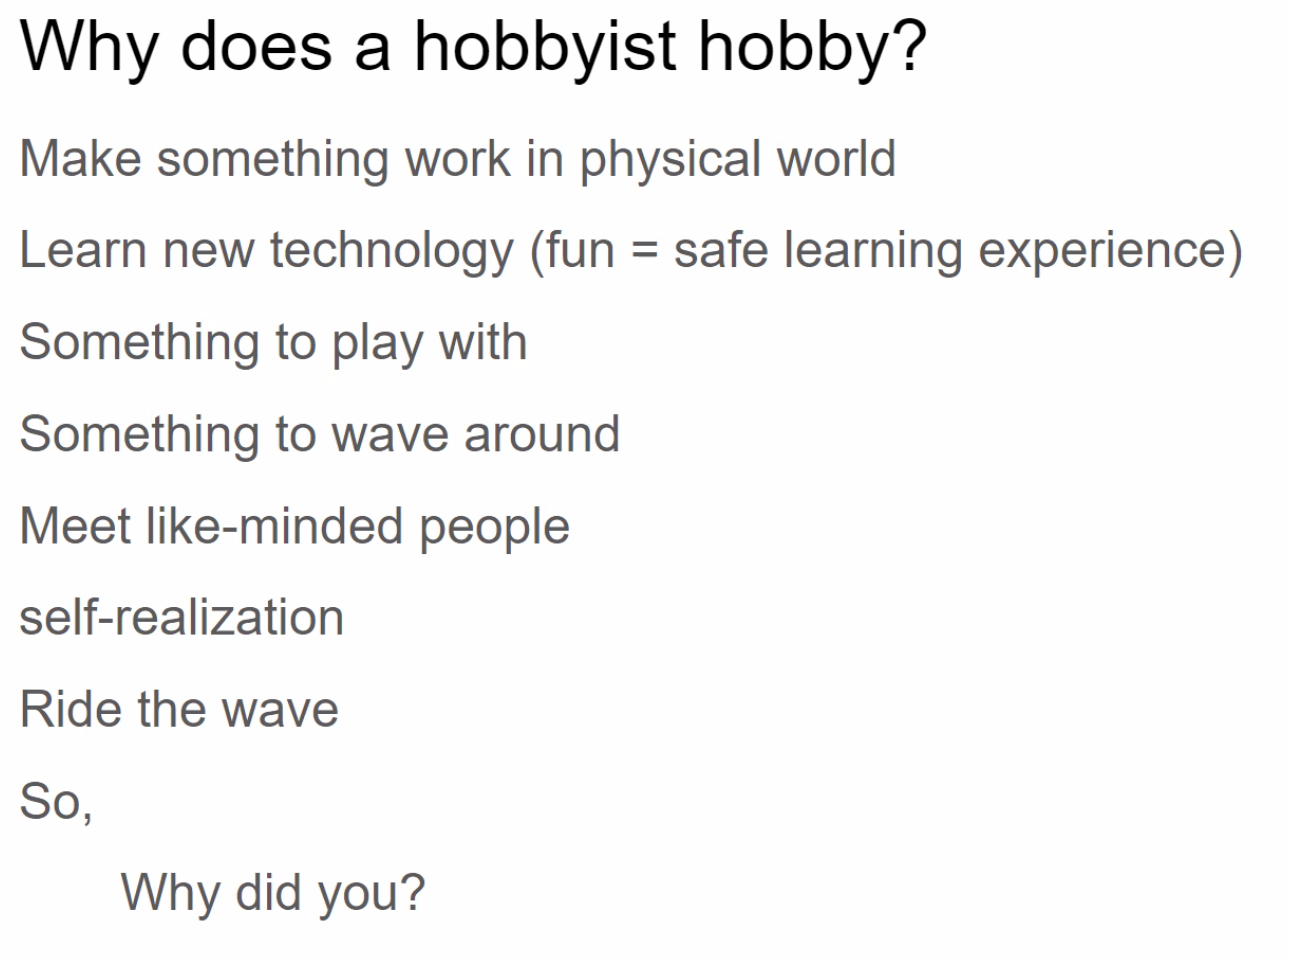 Why does a hobbyist hobby?
Make something work in physical world
Learn new technology (fun = safe learning experience)
Something to play with
Something to wave around
Meet like-minded people
self-realization
Ride the wave
So,
Why did you?